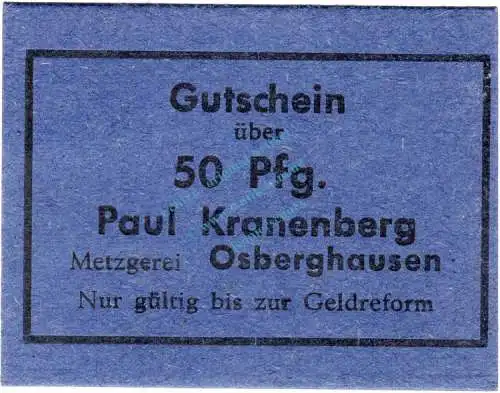 Gutschein
über
50 Pfg.
Paul Kranenberg
Metzgerei Osberghausen
Nur gültig bis zur Geldreform